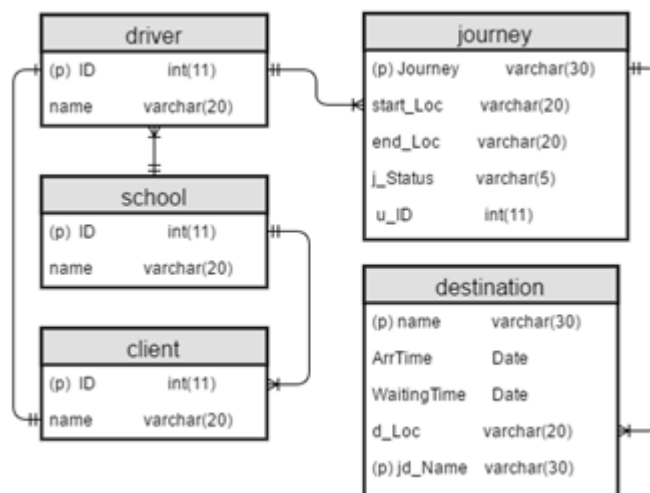 driver
(p) ID int(11)
name varchar(20)
school
(p) ID int(11)
name varchar(20)
client
(p) ID int(11)
name varchar(20)
journey
(p) Journey varchar(30)
start_Loc varchar(20)
end_Loc varchar(20)
j_Status varchar(5)
u_ID int(11)
destination
(p) name varchar(30)
ArrTime Date
WaitingTime Date
d_Loc varchar(20)
(p) jd_Name varchar(30)